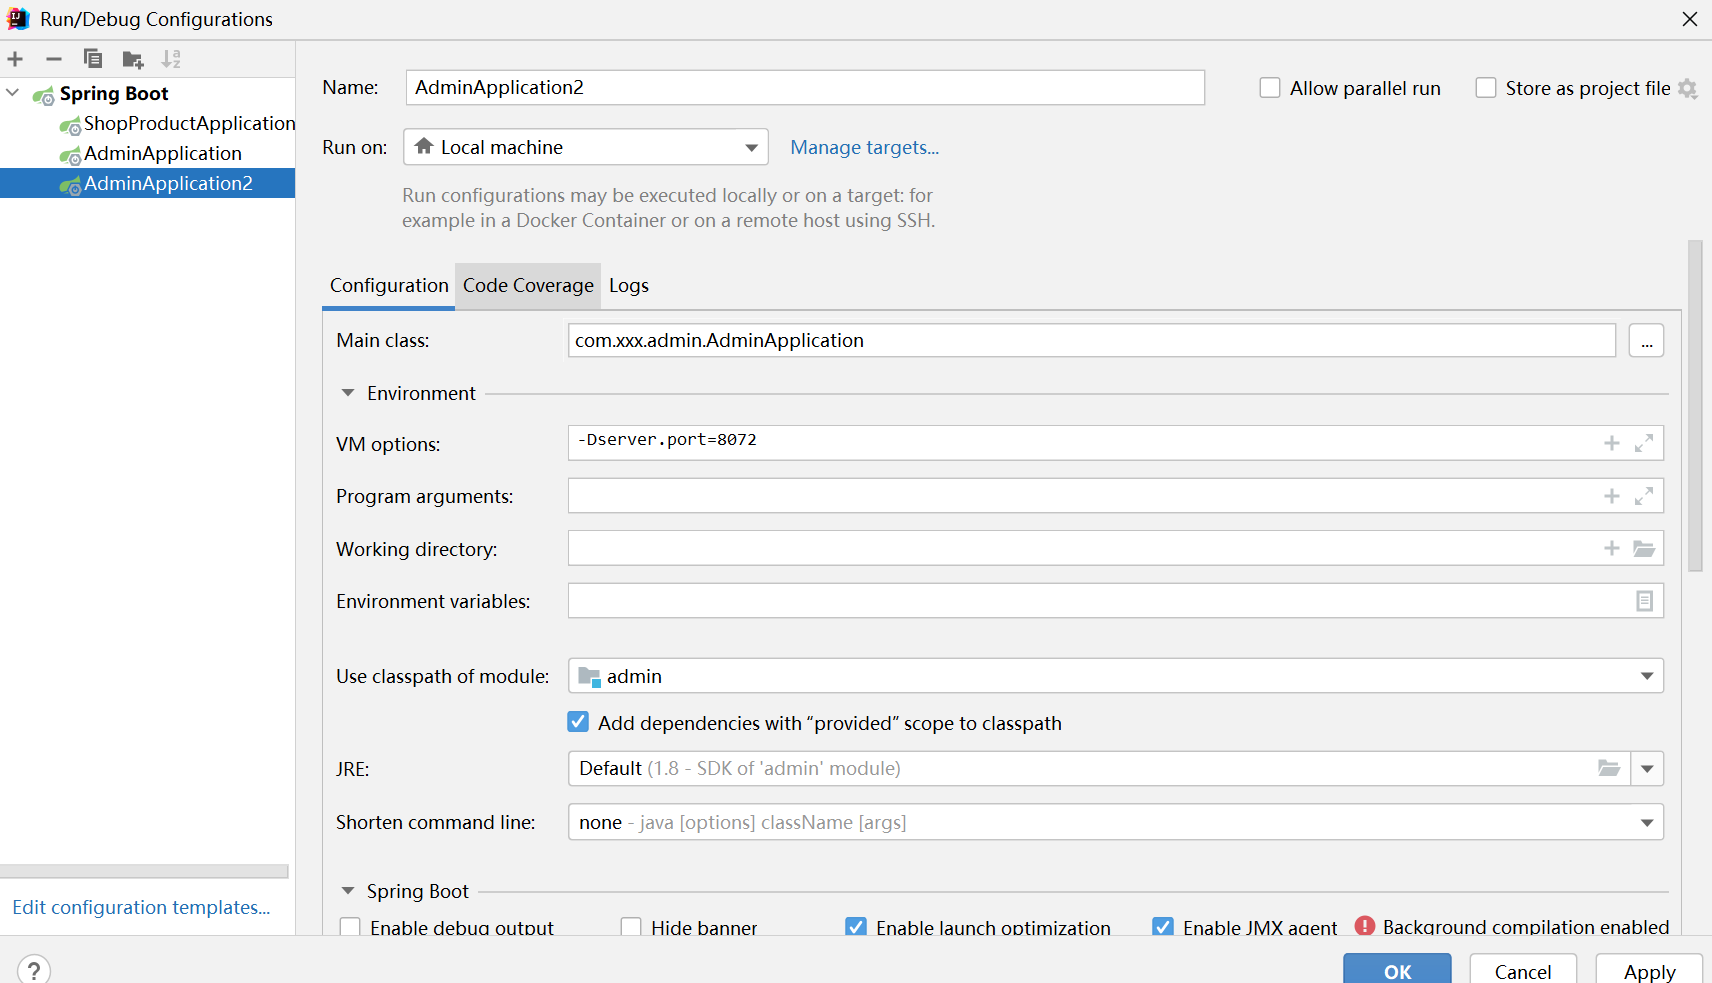 Run/Debug Configurations
Spring Boot
ShopProductApplication
AdminApplication
AdminApplication2
Edit configuration templates...
Name: AdminApplication2
Allow parallel run
Store as project file
Run on: Local machine Manage targets...
Run configurations may be executed locally or on a target: for
example in a Docker Container or on a remote host using SSH.
Configuration Code Coverage Logs
Main class: com.xxx.admin.AdminApplication ...
Environment
VM options: -Dserver.port=8072
Program arguments:
Working directory:
Environment variables:
Use classpath of module: admin
Add dependencies with “provided” scope to classpath
JRE: Default (1.8 - SDK of 'admin' module)
Shorten command line: none - java [options] className [args]
Spring Boot
Enable debug output Hide banner Enable launch optimization Enable JMX agent Background compilation enabled
? OK Cancel Apply